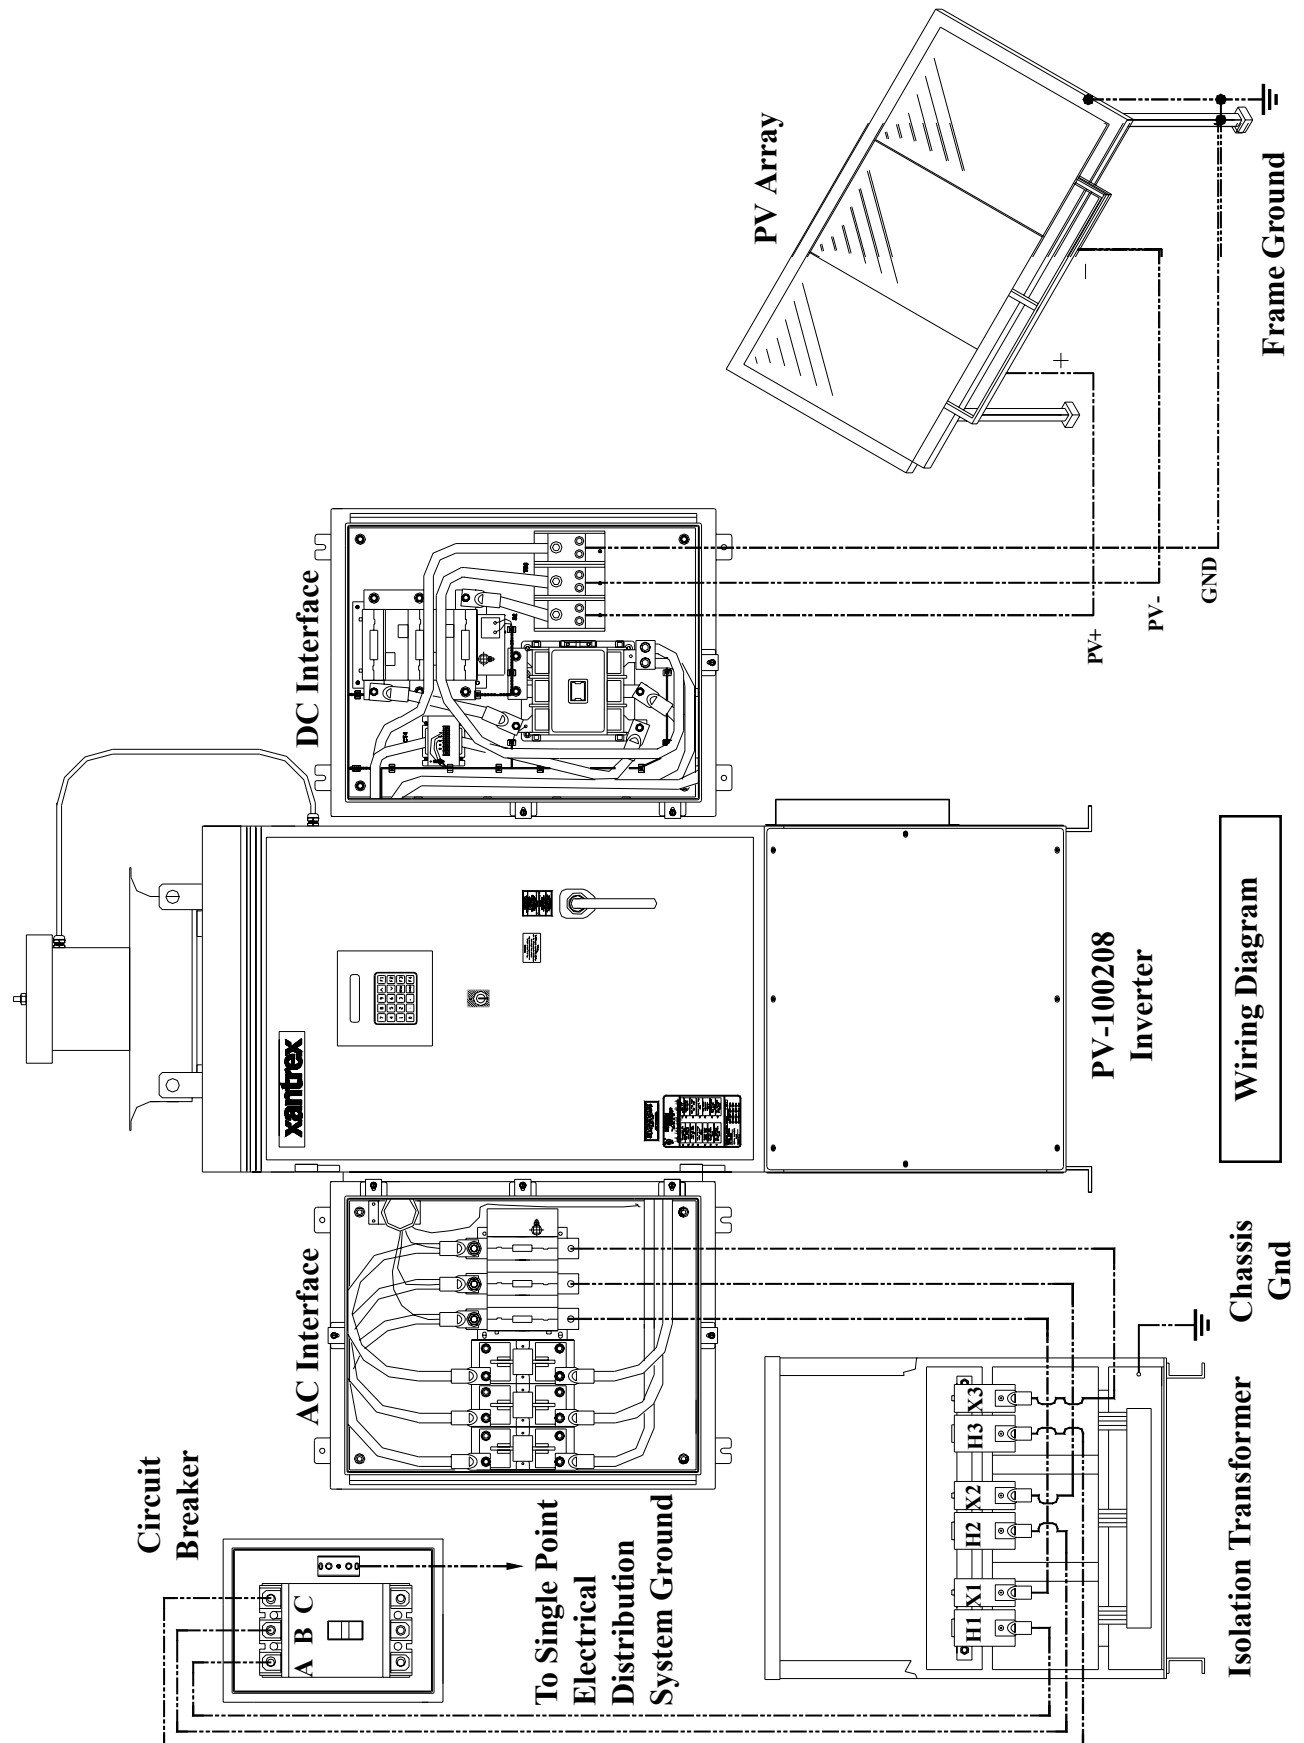 Circuit
Breaker
A B C
To Single Point
Electrical
Distribution
System Ground
AC Interface
xantrex
DC Interface
PV Array
+
-
PV+
PV-
GND
Frame Ground
H1 X1 H2 X2 H3 X3
Isolation Transformer
Chassis
Gnd
PV-100208
Inverter
Wiring Diagram